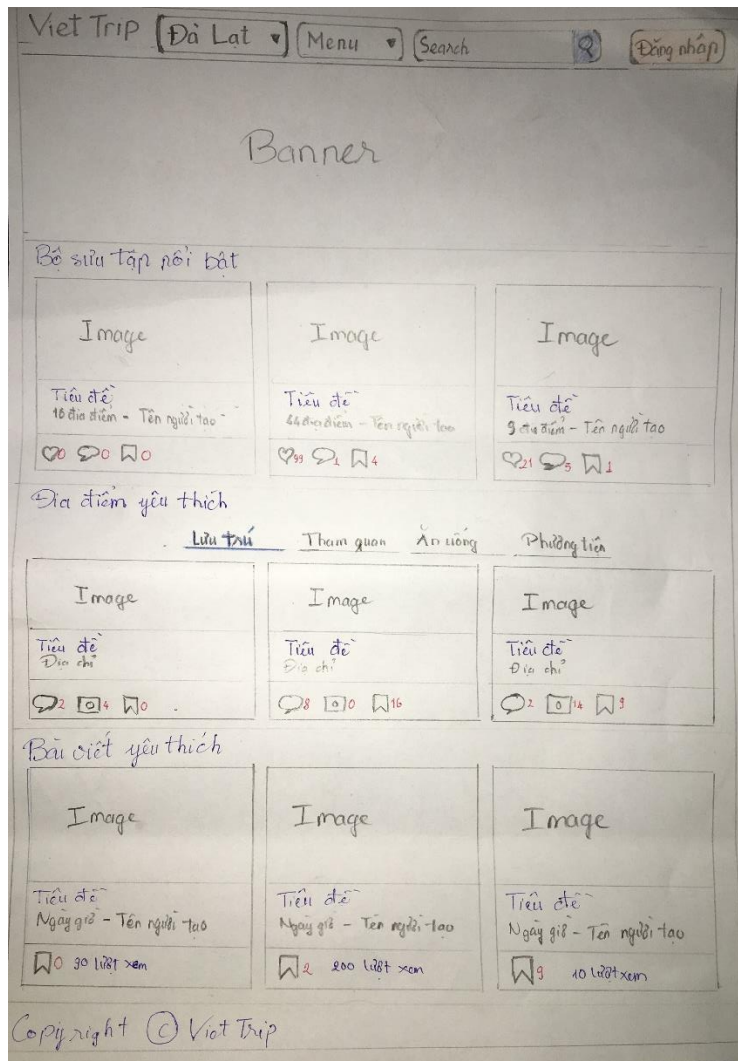 Viet Trip Đà Lạt Menu Search Đăng nhập
Banner
Bộ sưu tập nổi bật
Image Image Image
Tiêu đề Tiêu đề Tiêu đề
16 địa điểm - Tên người tạo 44 địa điểm - Tên người tạo 9 địa điểm - Tên người tạo
0 0 0 99 1 4 21 5 1
Địa điểm yêu thích
Lưu trú Tham quan Ăn uống Phương tiện
Image Image Image
Tiêu đề Tiêu đề Tiêu đề
Địa chỉ Địa chỉ Địa chỉ
2 4 0 8 0 16 2 14 9
Bài viết yêu thích
Image Image Image
Tiêu đề Tiêu đề Tiêu đề
Ngày giờ - Tên người tạo Ngày giờ - Tên người tạo Ngày giờ - Tên người tạo
0 90 lượt xem 2 200 lượt xem 9 10 lượt xem
Copyright © Viet Trip